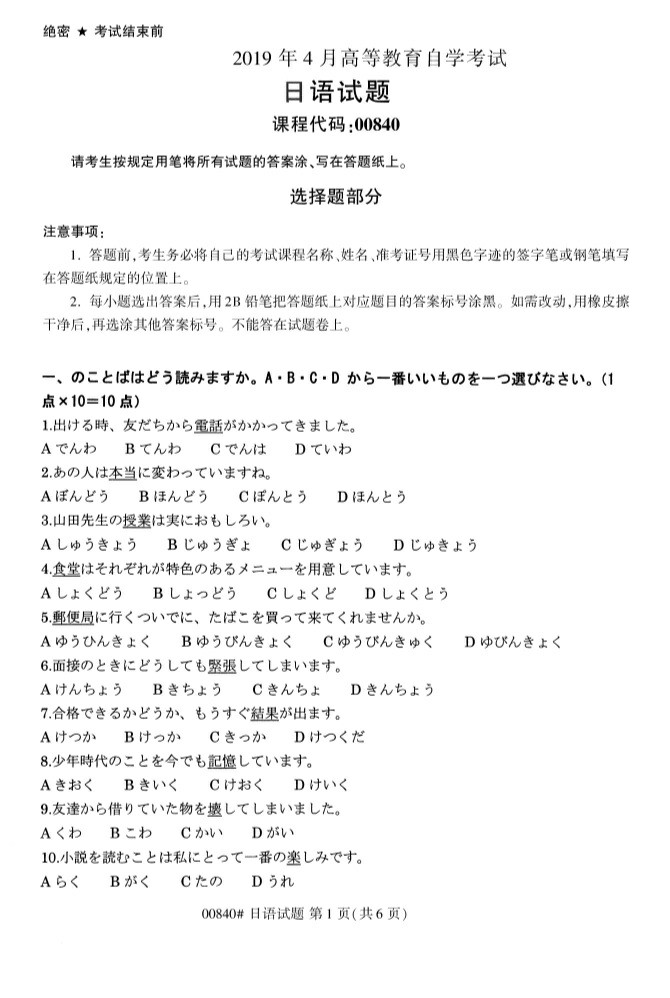 绝密 ★ 考试结束前
2019 年 4 月高等教育自学考试
日语试题
课程代码:00840
请考生按规定用笔将所有试题的答案涂、写在答题纸上。
选择题部分
注意事项:
1. 答题前,考生务必将自己的考试课程名称、姓名、准考证号用黑色字迹的签字笔或钢笔填写
在答题纸规定的位置上。
2. 每小题选出答案后,用 2B 铅笔把答题纸上对应题目的答案标号涂黑。如需改动,用橡皮擦
干净后,再选涂其他答案标号。不能答在试题卷上。
一、のことばはどう読みますか。A・B・C・D から一番いいものを一つ選びなさい。(1
点×10=10 点)
1.出ける時、友だちから電話がかかってきました。
A でんわ B てんわ C でんは D ていわ
2.あの人は本当に変わっていますね。
A ぼんどう B ほんどう C ぼんとう D ほんとう
3.山田先生の授業は実におもしろい。
A しゅうきょう B じゅうぎょ C じゅぎょう D じゅきょう
4.食堂はそれぞれが特色のあるメニューを用意しています。
A しょくどう B しょっどう C しょくど D しょくとう
5.郵便局に行くついでに、たばこを買って来てくれませんか。
A ゆうひんきょく B ゆうびんきょく C ゆうびんきゅく D ゆびんきょく
6.面接のときにどうしても緊張してしまいます。
A けんちょう B きちょう C きんちょ D きんちょう
7.合格できるかどうか、もうすぐ結果が出ます。
A けつか B けっか C きっか D けつくだ
8.少年時代のことを今でも記憶しています。
A きおく B きいく C けおく D けいく
9.友達から借りていた物を壊してしまいました。
A くわ B こわ C かい D がい
10.小説を読むことは私にとって一番の楽しみです。
A らく B がく C たの D うれ
00840# 日语试题 第 1 页(共 6 页)